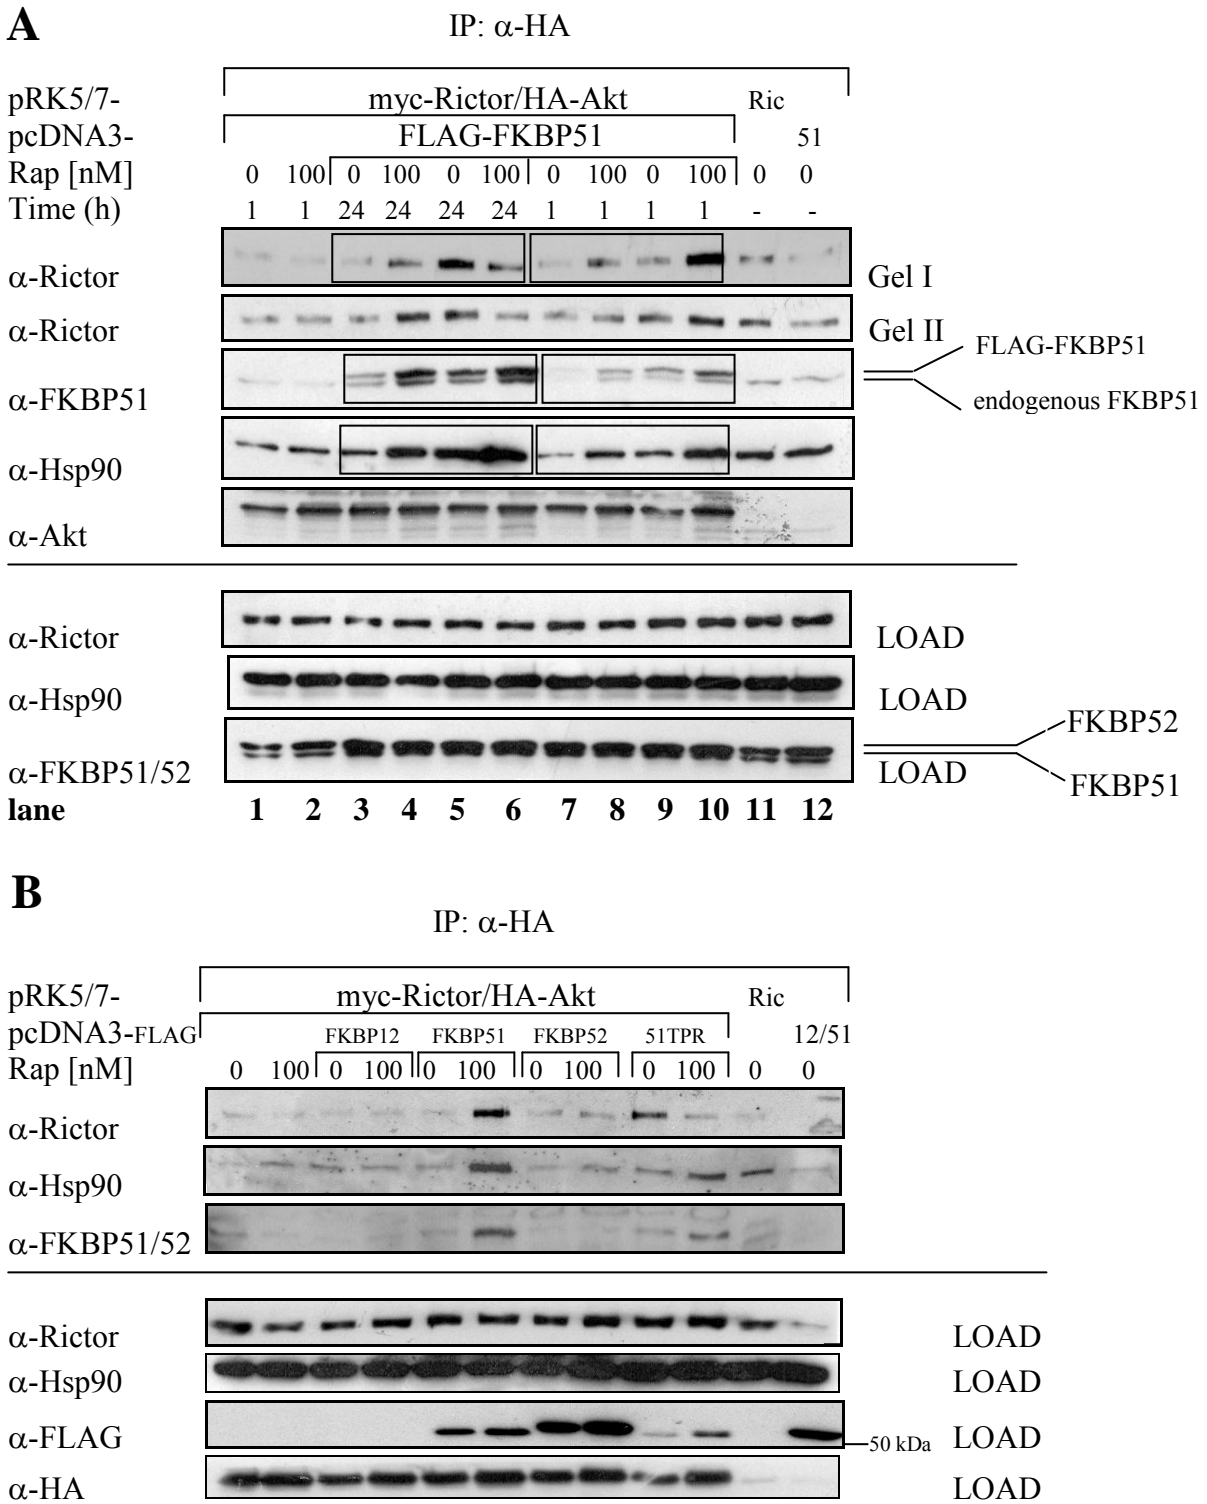 A
IP: α-HA
pRK5/7- myc-Rictor/HA-Akt Ric
pcDNA3- FLAG-FKBP51 51
Rap [nM] 0 100 0 100 0 100 0 100 0 100 0 0
Time (h) 1 1 24 24 24 24 1 1 1 1 - -
α-Rictor Gel I
α-Rictor Gel II
FLAG-FKBP51
α-FKBP51 endogenous FKBP51
α-Hsp90
α-Akt
α-Rictor LOAD
α-Hsp90 LOAD
FKBP52
α-FKBP51/52 LOAD FKBP51
lane 1 2 3 4 5 6 7 8 9 10 11 12
B
IP: α-HA
pRK5/7- myc-Rictor/HA-Akt Ric
pcDNA3-FLAG FKBP12 FKBP51 FKBP52 51TPR 12/51
Rap [nM] 0 100 0 100 0 100 0 100 0 100 0 0
α-Rictor
α-Hsp90
α-FKBP51/52
α-Rictor LOAD
α-Hsp90 LOAD
α-FLAG 50 kDa LOAD
α-HA LOAD